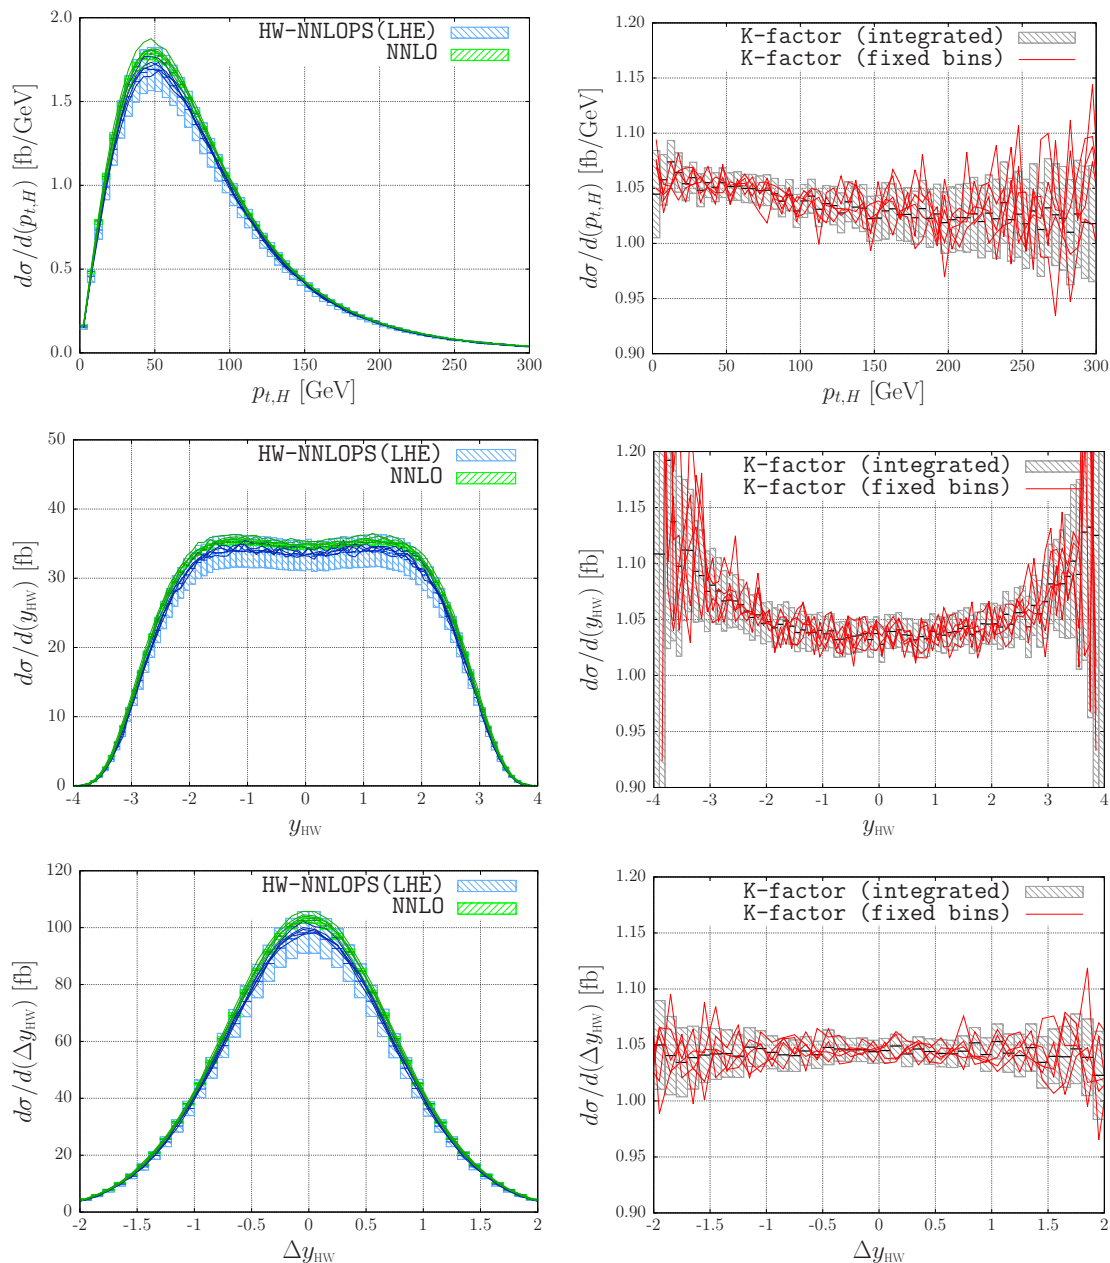 HW-NNLOPS(LHE)
NNLO
dσ/d(p_{t,H}) [fb/GeV]
2.0
1.5
1.0
0.5
0.0
0 50 100 150 200 250 300
p_{t,H} [GeV]
K-factor (integrated)
K-factor (fixed bins)
dσ/d(p_{t,H}) [fb/GeV]
1.20
1.15
1.10
1.05
1.00
0.95
0.90
0 50 100 150 200 250 300
p_{t,H} [GeV]
HW-NNLOPS(LHE)
NNLO
dσ/d(y_{HW}) [fb]
50
40
30
20
10
0
-4 -3 -2 -1 0 1 2 3 4
y_{HW}
K-factor (integrated)
K-factor (fixed bins)
dσ/d(y_{HW}) [fb]
1.20
1.15
1.10
1.05
1.00
0.95
0.90
-4 -3 -2 -1 0 1 2 3 4
y_{HW}
HW-NNLOPS(LHE)
NNLO
dσ/d(Δy_{HW}) [fb]
120
100
80
60
40
20
0
-2 -1.5 -1 -0.5 0 0.5 1 1.5 2
Δy_{HW}
K-factor (integrated)
K-factor (fixed bins)
dσ/d(Δy_{HW}) [fb]
1.20
1.15
1.10
1.05
1.00
0.95
0.90
-2 -1.5 -1 -0.5 0 0.5 1 1.5 2
Δy_{HW}